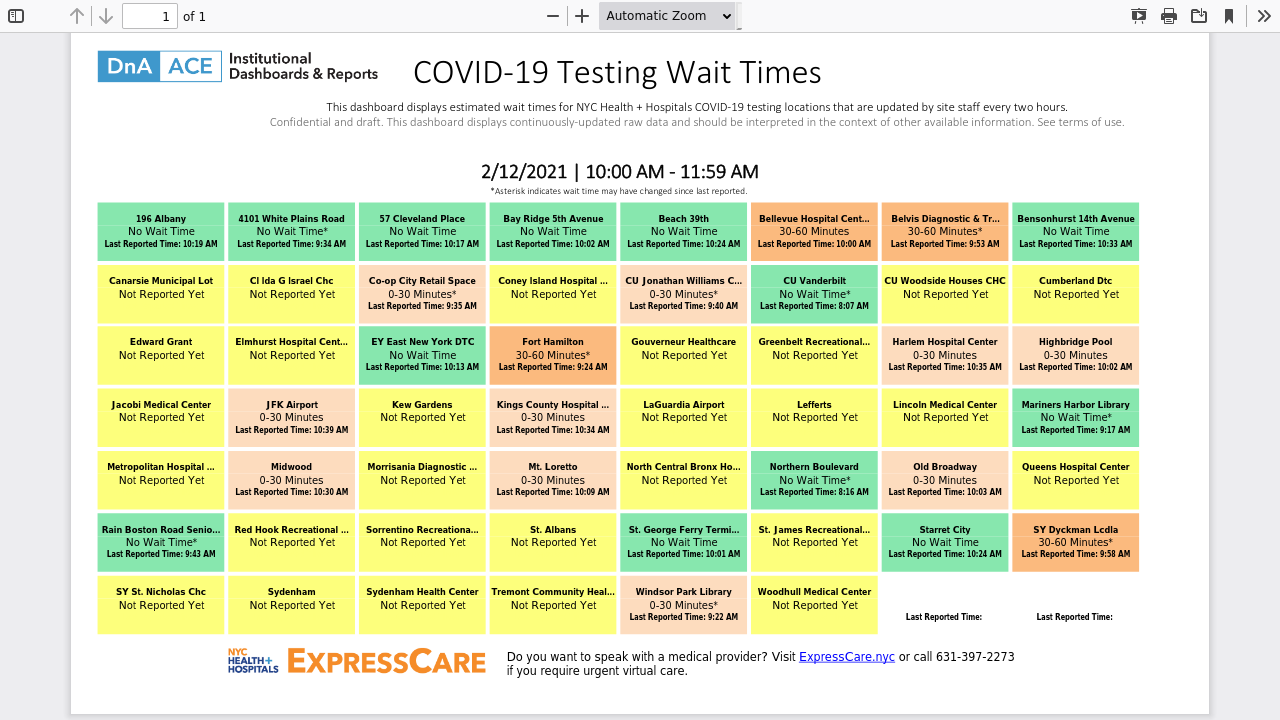 1 of 1 Automatic Zoom
DnA ACE Institutional
Dashboards & Reports
COVID-19 Testing Wait Times
This dashboard displays estimated wait times for NYC Health + Hospitals COVID-19 testing locations that are updated by site staff every two hours.
Confidential and draft. This dashboard displays continuously-updated raw data and should be interpreted in the context of other available information. See terms of use.
2/12/2021 | 10:00 AM - 11:59 AM
*Asterisk indicates wait time may have changed since last reported.
196 Albany
No Wait Time
Last Reported Time: 10:19 AM
4101 White Plains Road
No Wait Time*
Last Reported Time: 9:34 AM
57 Cleveland Place
No Wait Time
Last Reported Time: 10:17 AM
Bay Ridge 5th Avenue
No Wait Time
Last Reported Time: 10:02 AM
Beach 39th
No Wait Time
Last Reported Time: 10:24 AM
Bellevue Hospital Cent...
30-60 Minutes
Last Reported Time: 10:00 AM
Belvis Diagnostic & Tr...
30-60 Minutes*
Last Reported Time: 9:53 AM
Bensonhurst 14th Avenue
No Wait Time
Last Reported Time: 10:33 AM
Canarsie Municipal Lot
Not Reported Yet
Cl Ida G Israel Chc
Not Reported Yet
Co-op City Retail Space
0-30 Minutes*
Last Reported Time: 9:35 AM
Coney Island Hospital ...
Not Reported Yet
CU Jonathan Williams C...
0-30 Minutes*
Last Reported Time: 9:40 AM
CU Vanderbilt
No Wait Time*
Last Reported Time: 8:07 AM
CU Woodside Houses CHC
Not Reported Yet
Cumberland Dtc
Not Reported Yet
Edward Grant
Not Reported Yet
Elmhurst Hospital Cent...
Not Reported Yet
EY East New York DTC
No Wait Time
Last Reported Time: 10:13 AM
Fort Hamilton
30-60 Minutes*
Last Reported Time: 9:24 AM
Gouverneur Healthcare
Not Reported Yet
Greenbelt Recreational...
Not Reported Yet
Harlem Hospital Center
0-30 Minutes
Last Reported Time: 10:35 AM
Highbridge Pool
0-30 Minutes
Last Reported Time: 10:02 AM
Jacobi Medical Center
Not Reported Yet
JFK Airport
0-30 Minutes
Last Reported Time: 10:39 AM
Kew Gardens
Not Reported Yet
Kings County Hospital ...
0-30 Minutes
Last Reported Time: 10:34 AM
LaGuardia Airport
Not Reported Yet
Lefferts
Not Reported Yet
Lincoln Medical Center
Not Reported Yet
Mariners Harbor Library
No Wait Time*
Last Reported Time: 9:17 AM
Metropolitan Hospital ...
Not Reported Yet
Midwood
0-30 Minutes
Last Reported Time: 10:30 AM
Morrisania Diagnostic ...
Not Reported Yet
Mt. Loretto
0-30 Minutes
Last Reported Time: 10:09 AM
North Central Bronx Ho...
Not Reported Yet
Northern Boulevard
No Wait Time*
Last Reported Time: 8:16 AM
Old Broadway
0-30 Minutes
Last Reported Time: 10:03 AM
Queens Hospital Center
Not Reported Yet
Rain Boston Road Senio...
No Wait Time*
Last Reported Time: 9:43 AM
Red Hook Recreational ...
Not Reported Yet
Sorrentino Recreationa...
Not Reported Yet
St. Albans
Not Reported Yet
St. George Ferry Termi...
No Wait Time
Last Reported Time: 10:01 AM
St. James Recreational...
Not Reported Yet
Starret City
No Wait Time
Last Reported Time: 10:24 AM
SY Dyckman Lcdla
30-60 Minutes*
Last Reported Time: 9:58 AM
SY St. Nicholas Chc
Not Reported Yet
Sydenham
Not Reported Yet
Sydenham Health Center
Not Reported Yet
Tremont Community Heal...
Not Reported Yet
Windsor Park Library
0-30 Minutes*
Last Reported Time: 9:22 AM
Woodhull Medical Center
Not Reported Yet
Last Reported Time:
Last Reported Time:
NYC
HEALTH+
HOSPITALS
EXPRESSCARE
Do you want to speak with a medical provider? Visit ExpressCare.nyc or call 631-397-2273
if you require urgent virtual care.